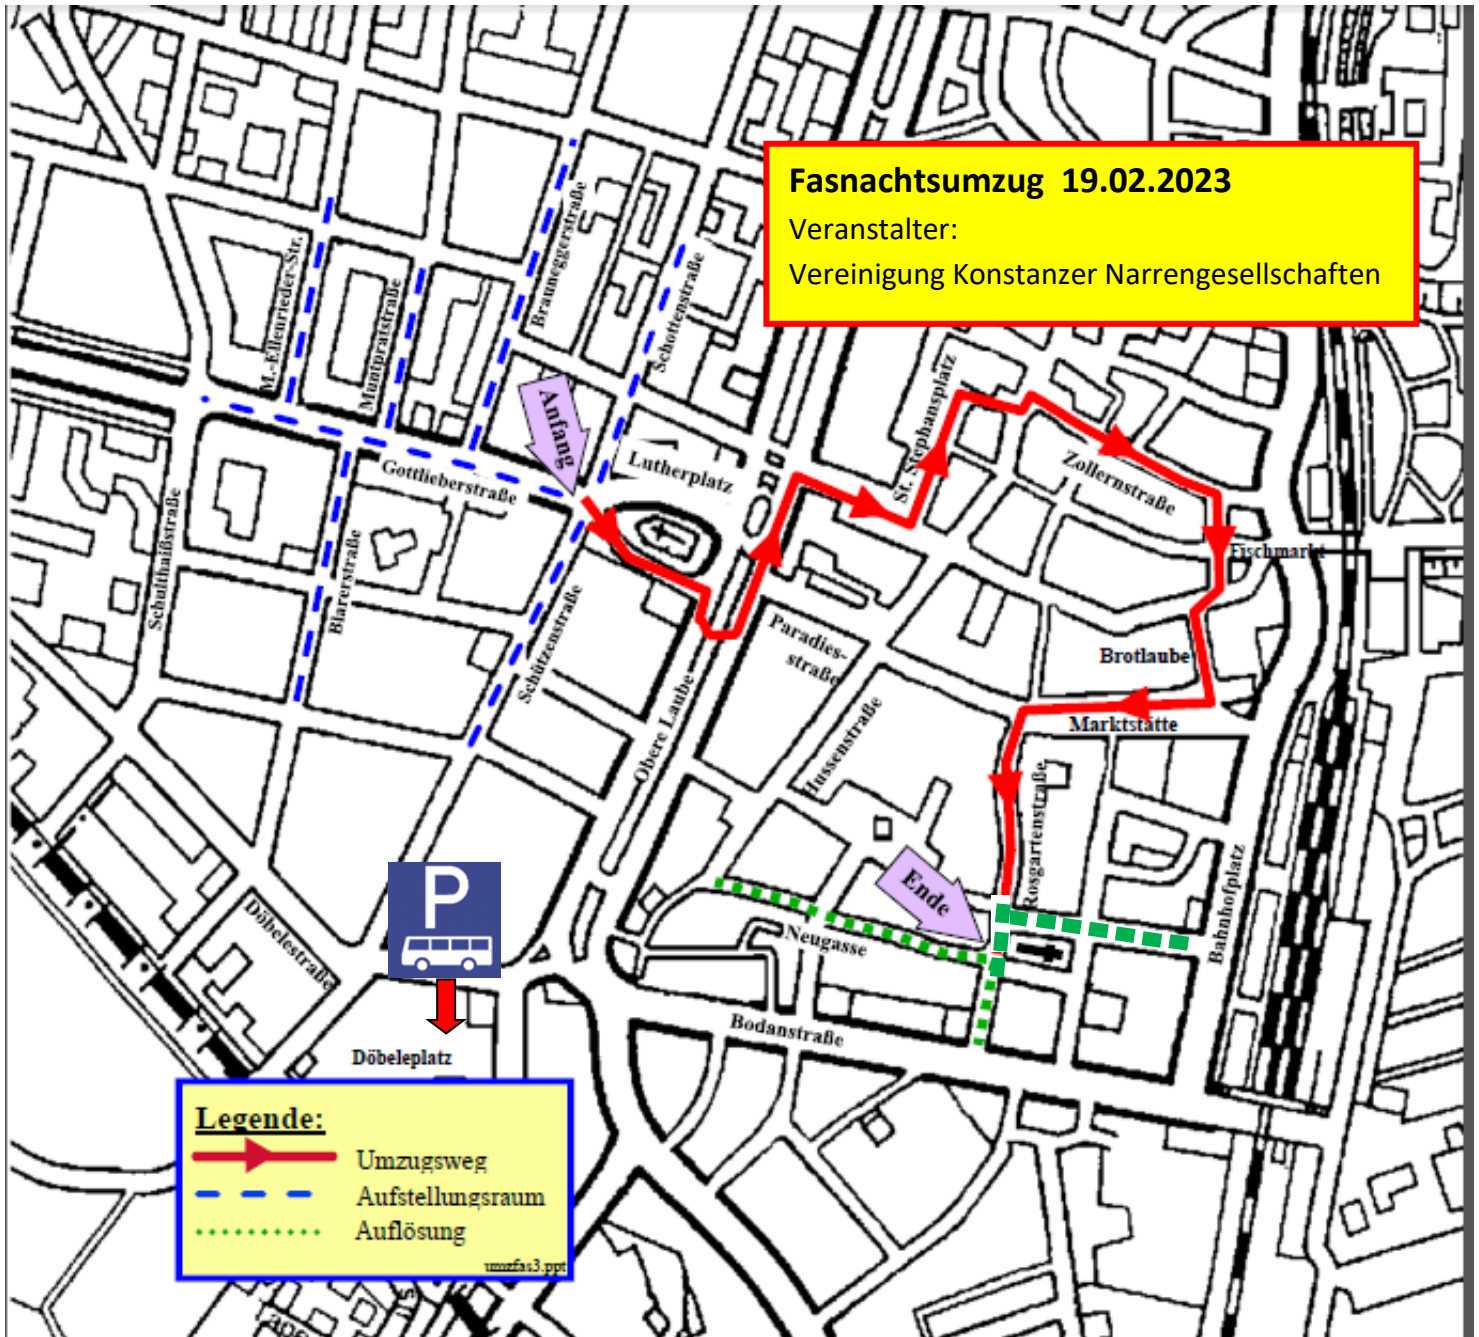 Fasnachtsumzug 19.02.2023
Veranstalter:
Vereinigung Konstanzer Narrengesellschaften
M.-Ellenrieder-Str.
Muntpratstraße
Brauneggerstraße
Schottenstraße
Anfang
Gottlieberstraße
Lutherplatz
St. Stephansplatz
Zollernstraße
Fischmarkt
Schulthaißstraße
Blarerstraße
Schützenstraße
Paradies-
straße
Brotlaube
Obere Laube
Hussenstraße
Marktstätte
Rosgartenstraße
Ende
Neugasse
Bahnhofplatz
Döbelestraße
P
Bodanstraße
Döbeleplatz
Legende:
Umzugsweg
Aufstellungsraum
Auflösung
umzfas3.ppt